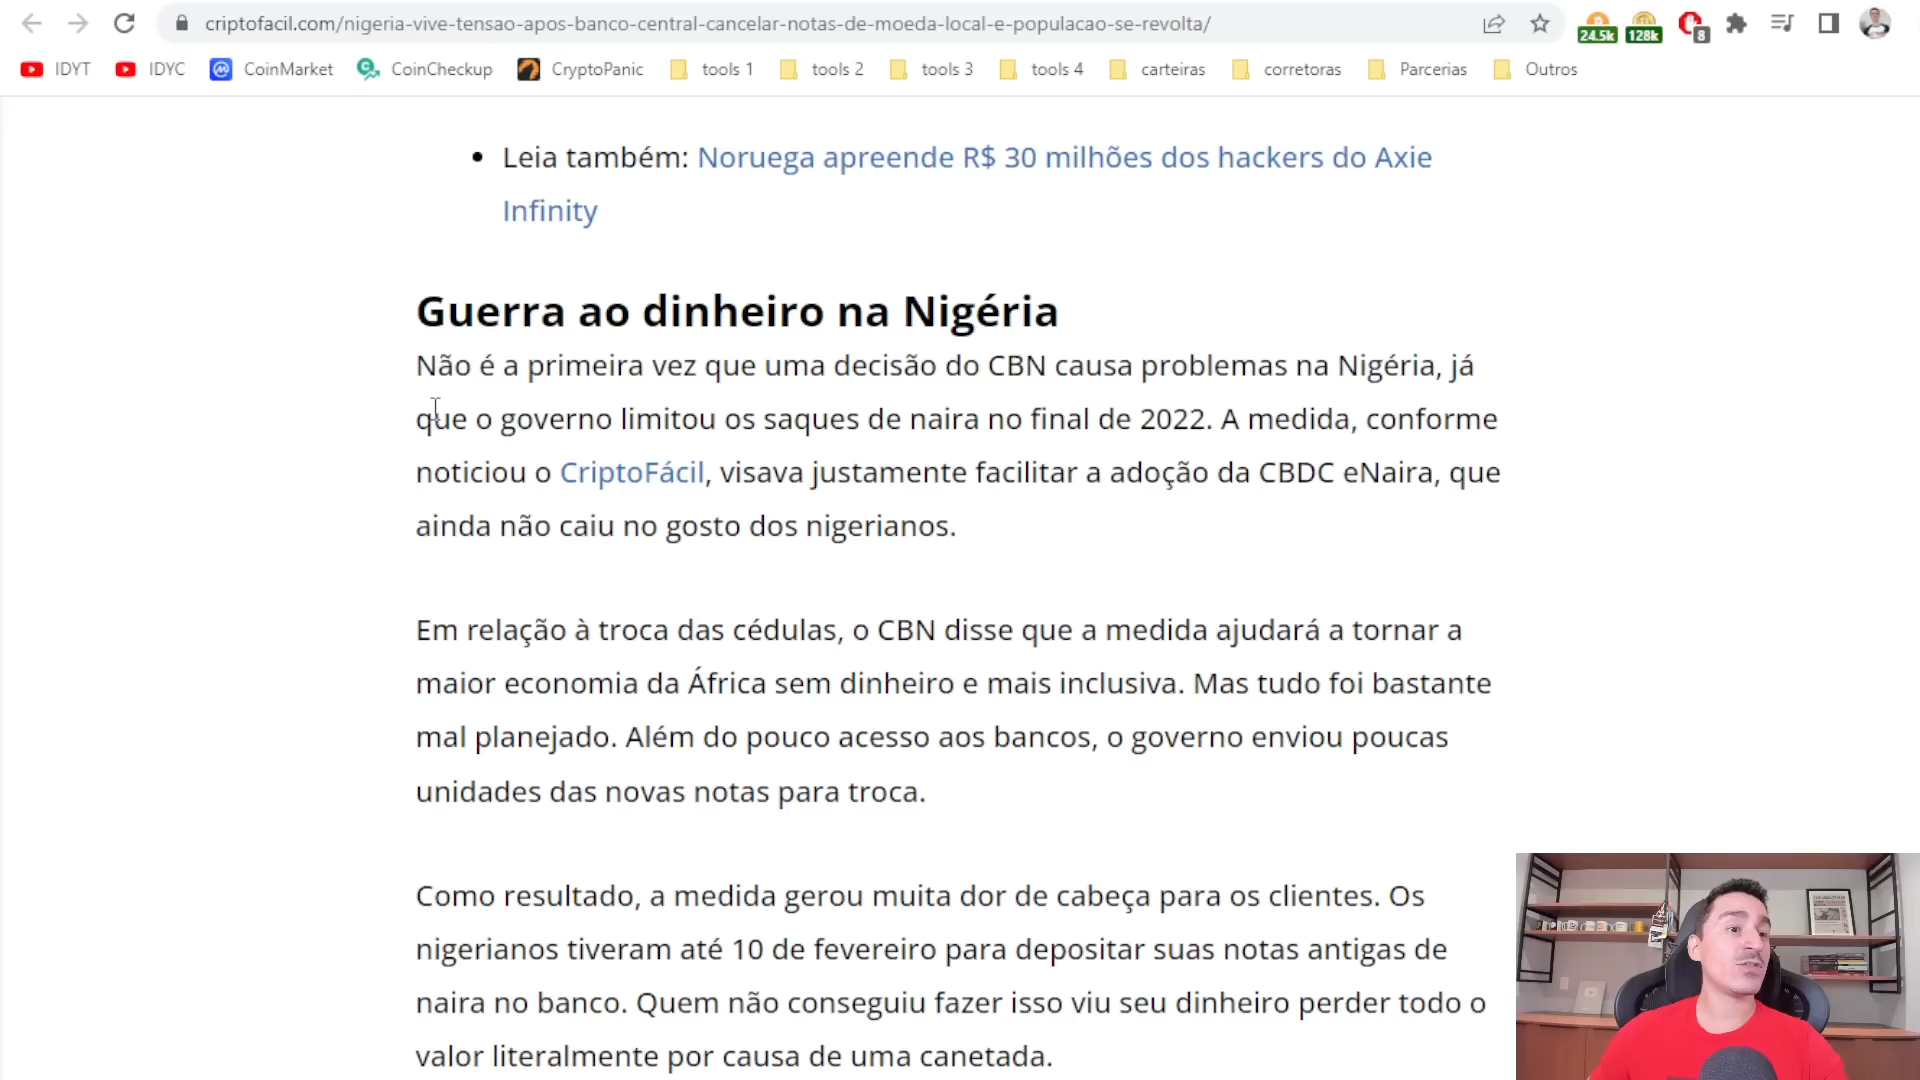 criptofacil.com/nigeria-vive-tensao-apos-banco-central-cancelar-notas-de-moeda-local-e-populacao-se-revolta/
24.5k 128k 8
IDYT IDYC CoinMarket CoinCheckup CryptoPanic tools 1 tools 2 tools 3 tools 4 carteiras corretoras Parcerias Outros
• Leia também: Noruega apreende R$ 30 milhões dos hackers do Axie
Infinity
Guerra ao dinheiro na Nigéria
Não é a primeira vez que uma decisão do CBN causa problemas na Nigéria, já
que o governo limitou os saques de naira no final de 2022. A medida, conforme
noticiou o CriptoFácil, visava justamente facilitar a adoção da CBDC eNaira, que
ainda não caiu no gosto dos nigerianos.
Em relação à troca das cédulas, o CBN disse que a medida ajudará a tornar a
maior economia da África sem dinheiro e mais inclusiva. Mas tudo foi bastante
mal planejado. Além do pouco acesso aos bancos, o governo enviou poucas
unidades das novas notas para troca.
Como resultado, a medida gerou muita dor de cabeça para os clientes. Os
nigerianos tiveram até 10 de fevereiro para depositar suas notas antigas de
naira no banco. Quem não conseguiu fazer isso viu seu dinheiro perder todo o
valor literalmente por causa de uma canetada.